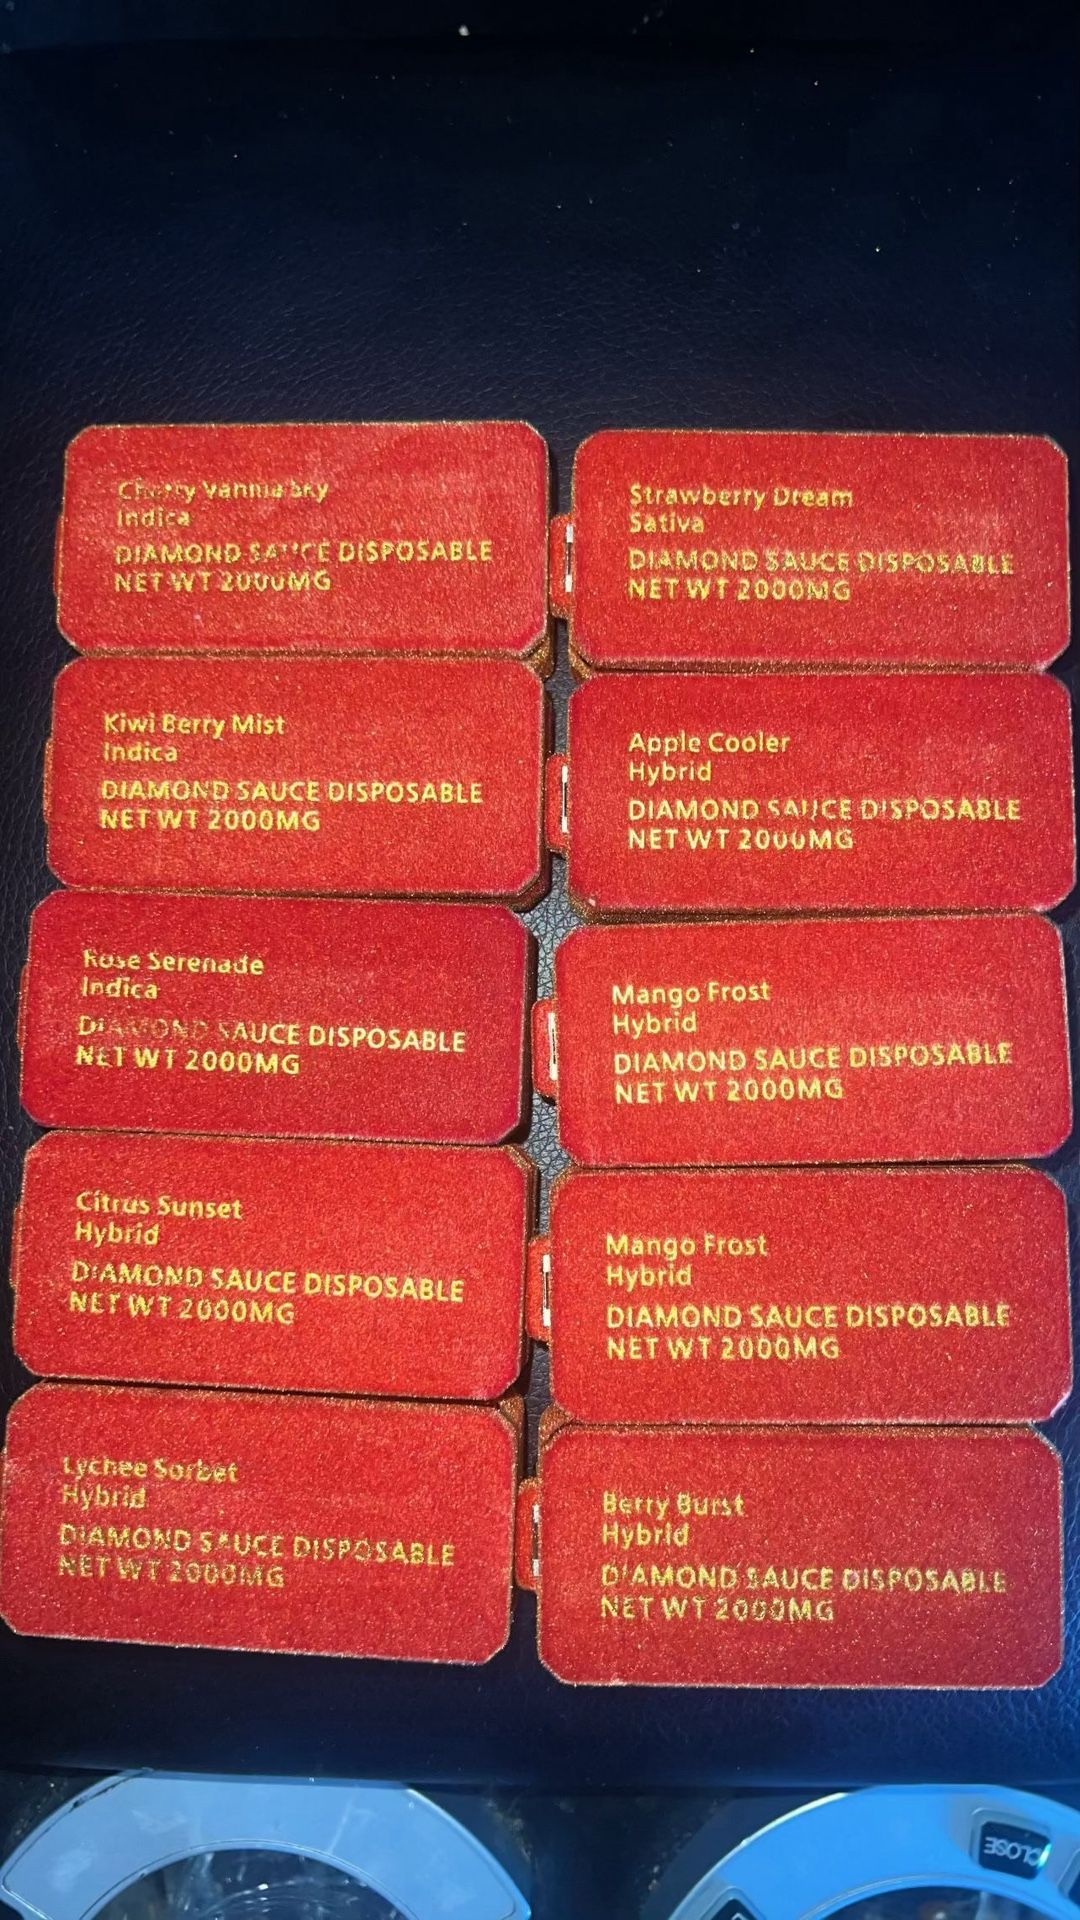 Cherry Vanilla Sky
Indica
DIAMOND SAUCE DISPOSABLE
NET WT 2000MG
Strawberry Dream
Sativa
DIAMOND SAUCE DISPOSABLE
NET WT 2000MG
Kiwi Berry Mist
Indica
DIAMOND SAUCE DISPOSABLE
NET WT 2000MG
Apple Cooler
Hybrid
DIAMOND SAUCE DISPOSABLE
NET WT 2000MG
Rose Serenade
Indica
DIAMOND SAUCE DISPOSABLE
NET WT 2000MG
Mango Frost
Hybrid
DIAMOND SAUCE DISPOSABLE
NET WT 2000MG
Citrus Sunset
Hybrid
DIAMOND SAUCE DISPOSABLE
NET WT 2000MG
Mango Frost
Hybrid
DIAMOND SAUCE DISPOSABLE
NET WT 2000MG
Lychee Sorbet
Hybrid
DIAMOND SAUCE DISPOSABLE
NET WT 2000MG
Berry Burst
Hybrid
DIAMOND SAUCE DISPOSABLE
NET WT 2000MG
CLOSE